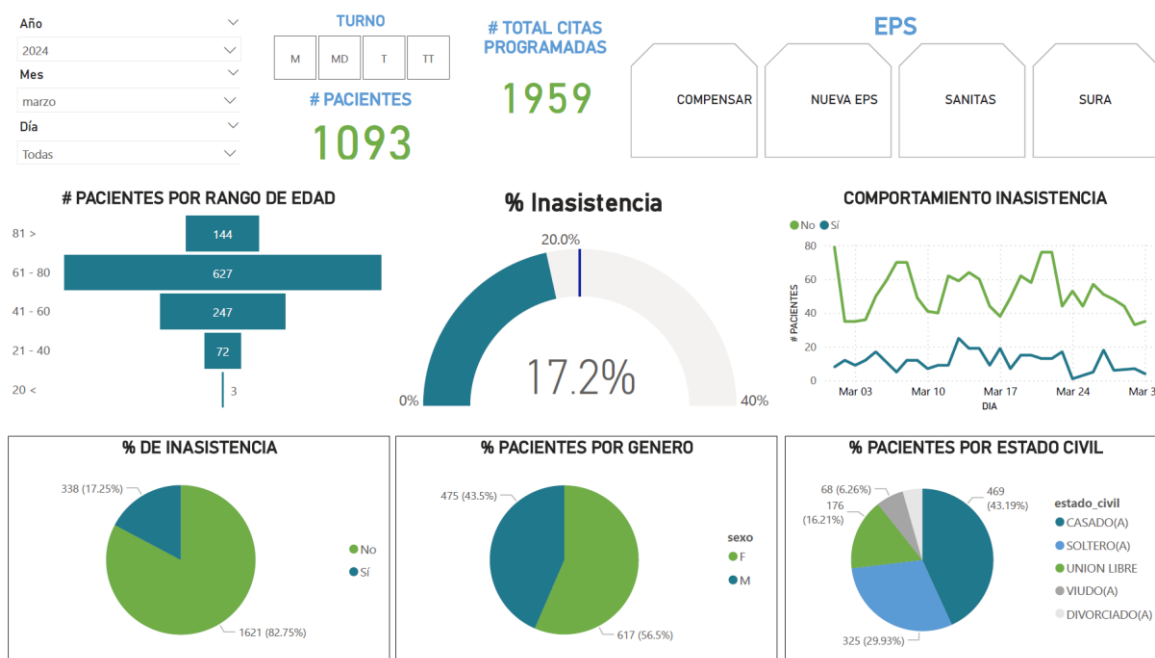 Año
2024
Mes
marzo
Día
Todas
TURNO
M MD T TT
# PACIENTES
1093
# TOTAL CITAS
PROGRAMADAS
1959
EPS
COMPENSAR NUEVA EPS SANITAS SURA
# PACIENTES POR RANGO DE EDAD
81 > 144
61 - 80 627
41 - 60 247
21 - 40 72
20 < 3
% Inasistencia
20.0%
17.2%
0% 40%
COMPORTAMIENTO INASISTENCIA
No Sí
# PACIENTES
80
60
40
20
0
Mar 03 Mar 10 Mar 17 Mar 24 Mar 3
DIA
% DE INASISTENCIA
338 (17.25%)
No
Sí
1621 (82.75%)
% PACIENTES POR GENERO
475 (43.5%)
sexo
F
M
617 (56.5%)
% PACIENTES POR ESTADO CIVIL
68 (6.26%)
176
(16.21%)
469
(43.19%)
estado_civil
CASADO(A)
SOLTERO(A)
UNION LIBRE
VIUDO(A)
DIVORCIADO(A)
325 (29.93%)